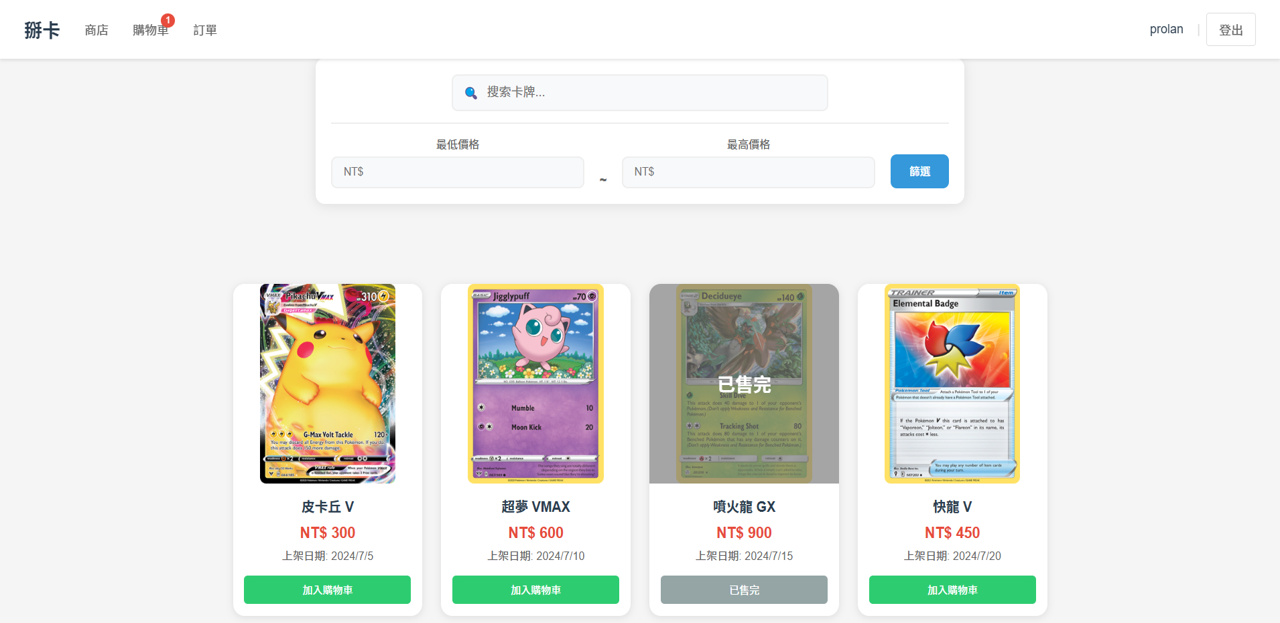 掰卡
商店
購物車
1
訂單
prolan
|
登出
搜索卡牌...
最低價格
最高價格
NT$
~
NT$
篩選
VMAX
Pikachu VMAX
310
G-Max Volt Tackle 120
Jigglypuff
70
Mumble 10
Moon Kick 20
Decidueye
140
已售完
Tracking Shot 80
TRAINER
Item
Elemental Badge
皮卡丘 V
NT$ 300
上架日期: 2024/7/5
加入購物車
超夢 VMAX
NT$ 600
上架日期: 2024/7/10
加入購物車
噴火龍 GX
NT$ 900
上架日期: 2024/7/15
已售完
快龍 V
NT$ 450
上架日期: 2024/7/20
加入購物車